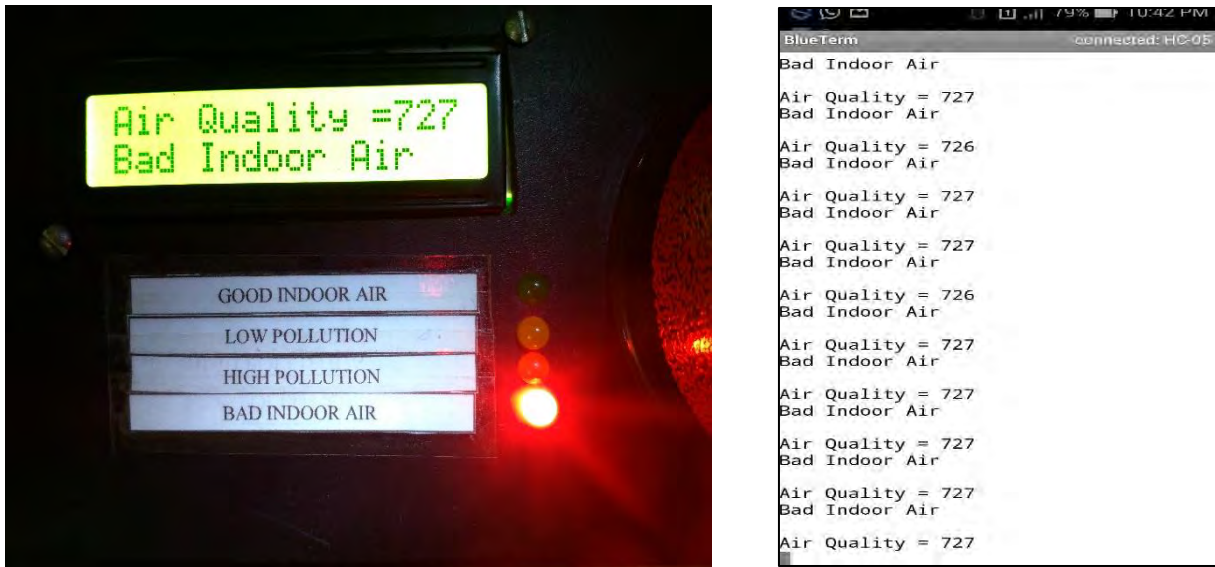 Air Quality =727
Bad Indoor Air
GOOD INDOOR AIR
LOW POLLUTION
HIGH POLLUTION
BAD INDOOR AIR
79% 10:42 PM
BlueTerm connected: HC-05
Bad Indoor Air
Air Quality = 727
Bad Indoor Air
Air Quality = 726
Bad Indoor Air
Air Quality = 727
Bad Indoor Air
Air Quality = 727
Bad Indoor Air
Air Quality = 726
Bad Indoor Air
Air Quality = 727
Bad Indoor Air
Air Quality = 727
Bad Indoor Air
Air Quality = 727
Bad Indoor Air
Air Quality = 727
Bad Indoor Air
Air Quality = 727